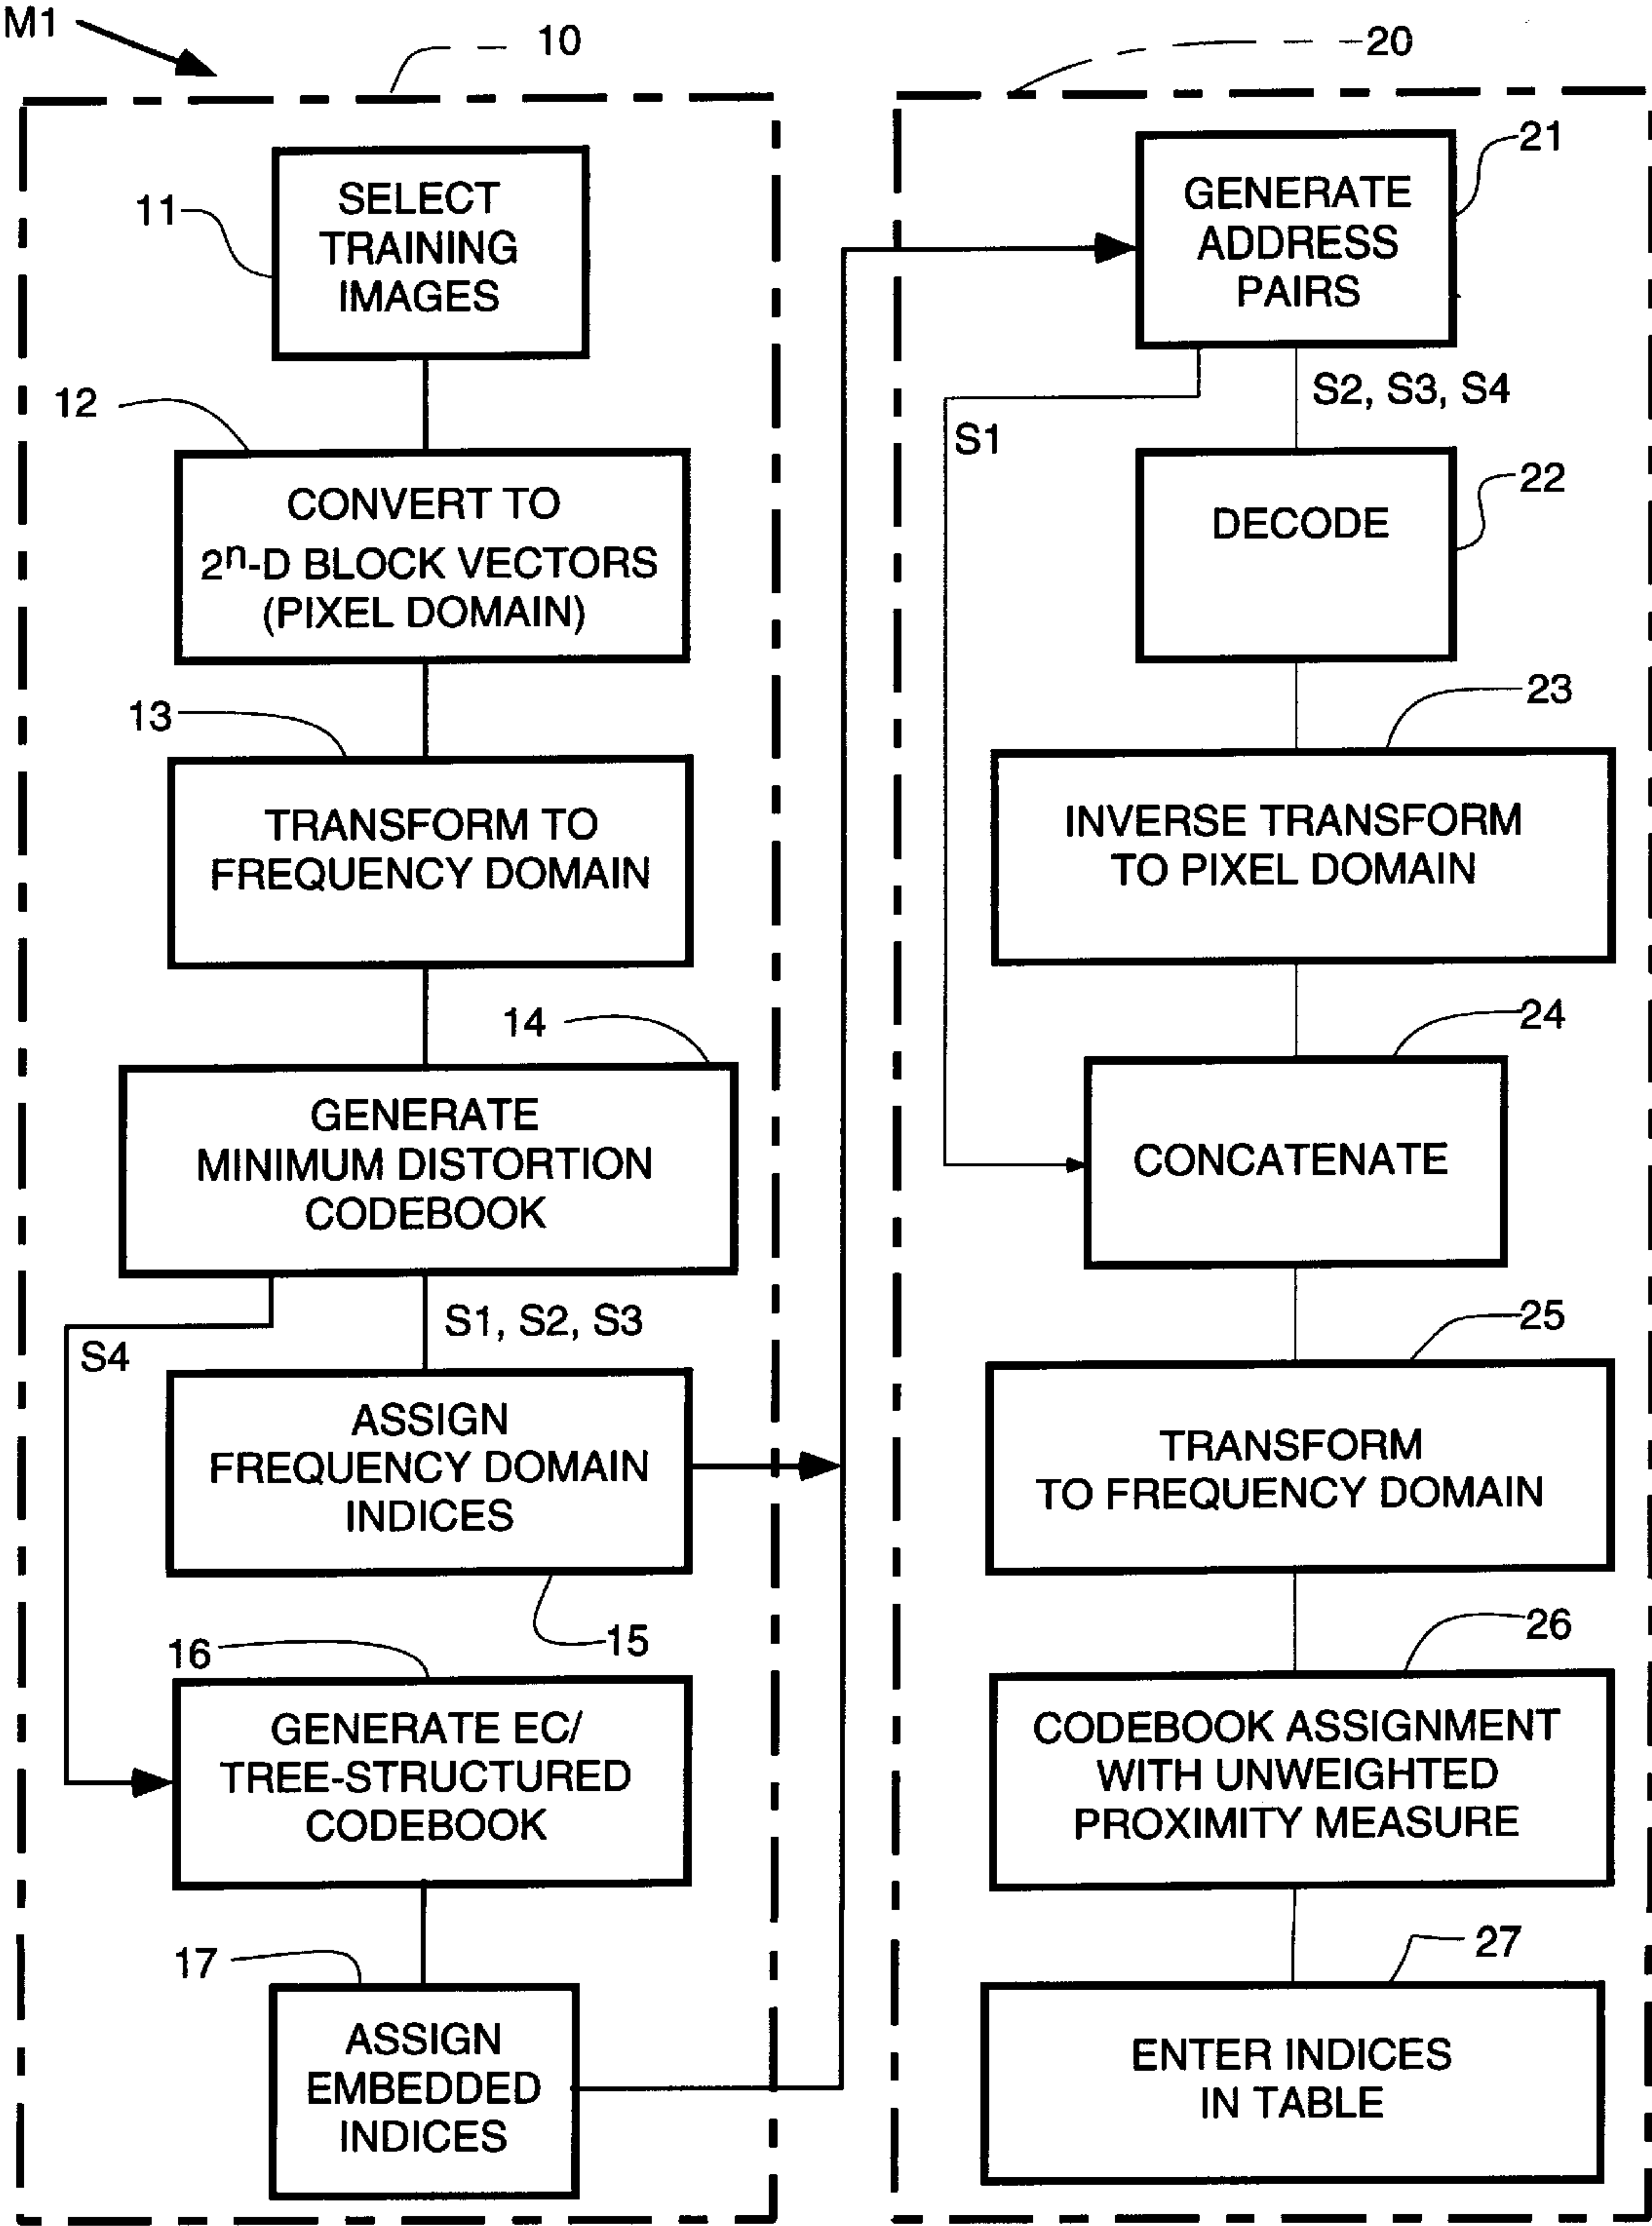 M1
10
11
SELECT
TRAINING
IMAGES
12
CONVERT TO
2ⁿ-D BLOCK VECTORS
(PIXEL DOMAIN)
13
TRANSFORM TO
FREQUENCY DOMAIN
14
GENERATE
MINIMUM DISTORTION
CODEBOOK
S1, S2, S3
S4
ASSIGN
FREQUENCY DOMAIN
INDICES
15
16
GENERATE EC/
TREE-STRUCTURED
CODEBOOK
17
ASSIGN
EMBEDDED
INDICES
20
21
GENERATE
ADDRESS
PAIRS
S2, S3, S4
S1
22
DECODE
23
INVERSE TRANSFORM
TO PIXEL DOMAIN
24
CONCATENATE
25
TRANSFORM
TO FREQUENCY DOMAIN
26
CODEBOOK ASSIGNMENT
WITH UNWEIGHTED
PROXIMITY MEASURE
27
ENTER INDICES
IN TABLE